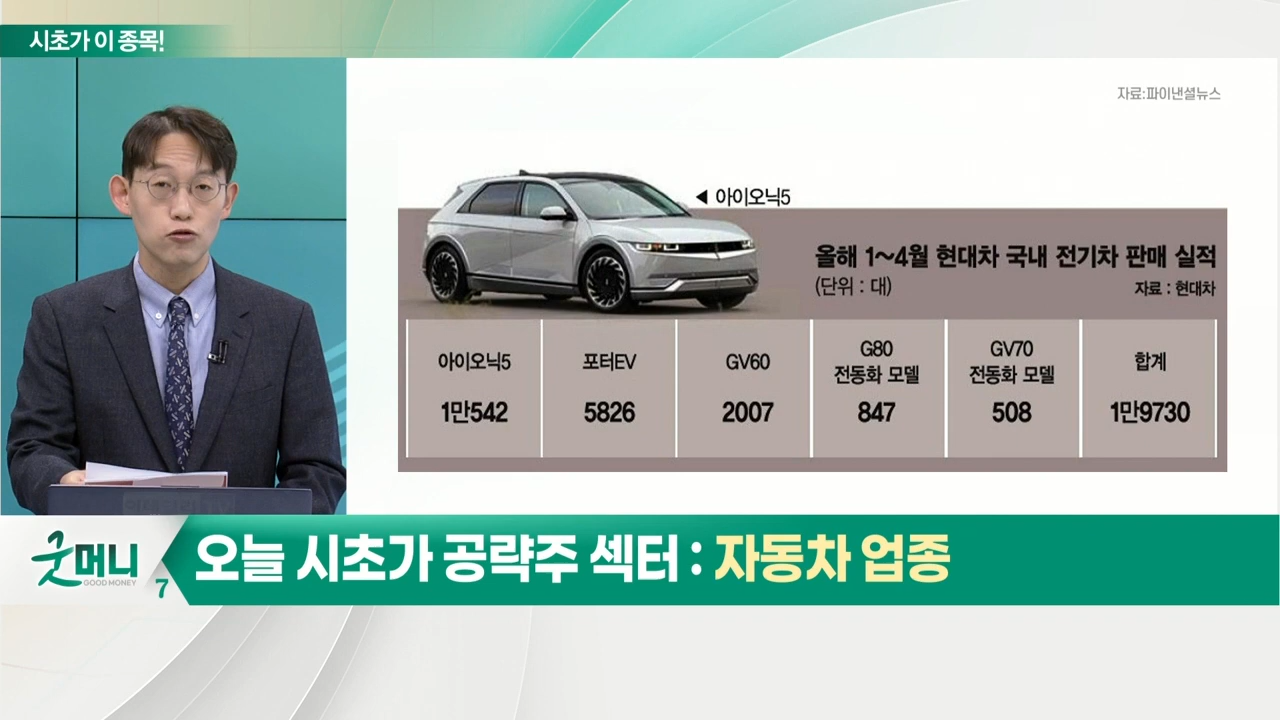 시초가 이 종목!
자료:파이낸셜뉴스
◀ 아이오닉5
올해 1~4월 현대차 국내 전기차 판매 실적
(단위 : 대)
자료 : 현대차
아이오닉5
1만542
포터EV
5826
GV60
2007
G80
전동화 모델
847
GV70
전동화 모델
508
합계
1만9730
굿머니
GOOD MONEY
7
오늘 시초가 공략주 섹터 : 자동차 업종